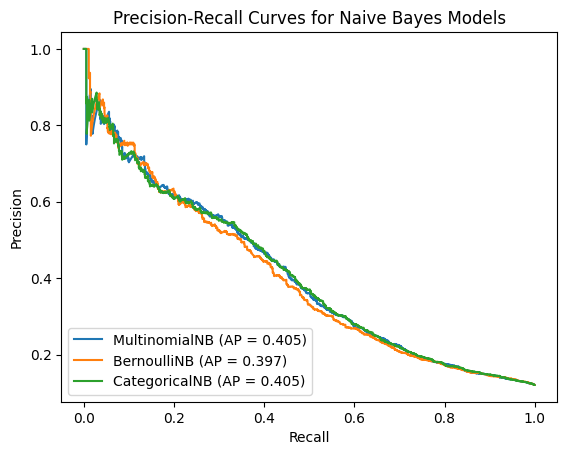 Precision-Recall Curves for Naive Bayes Models
Precision
1.0
0.8
0.6
0.4
0.2
MultinomialNB (AP = 0.405)
BernoulliNB (AP = 0.397)
CategoricalNB (AP = 0.405)
0.0 0.2 0.4 0.6 0.8 1.0
Recall